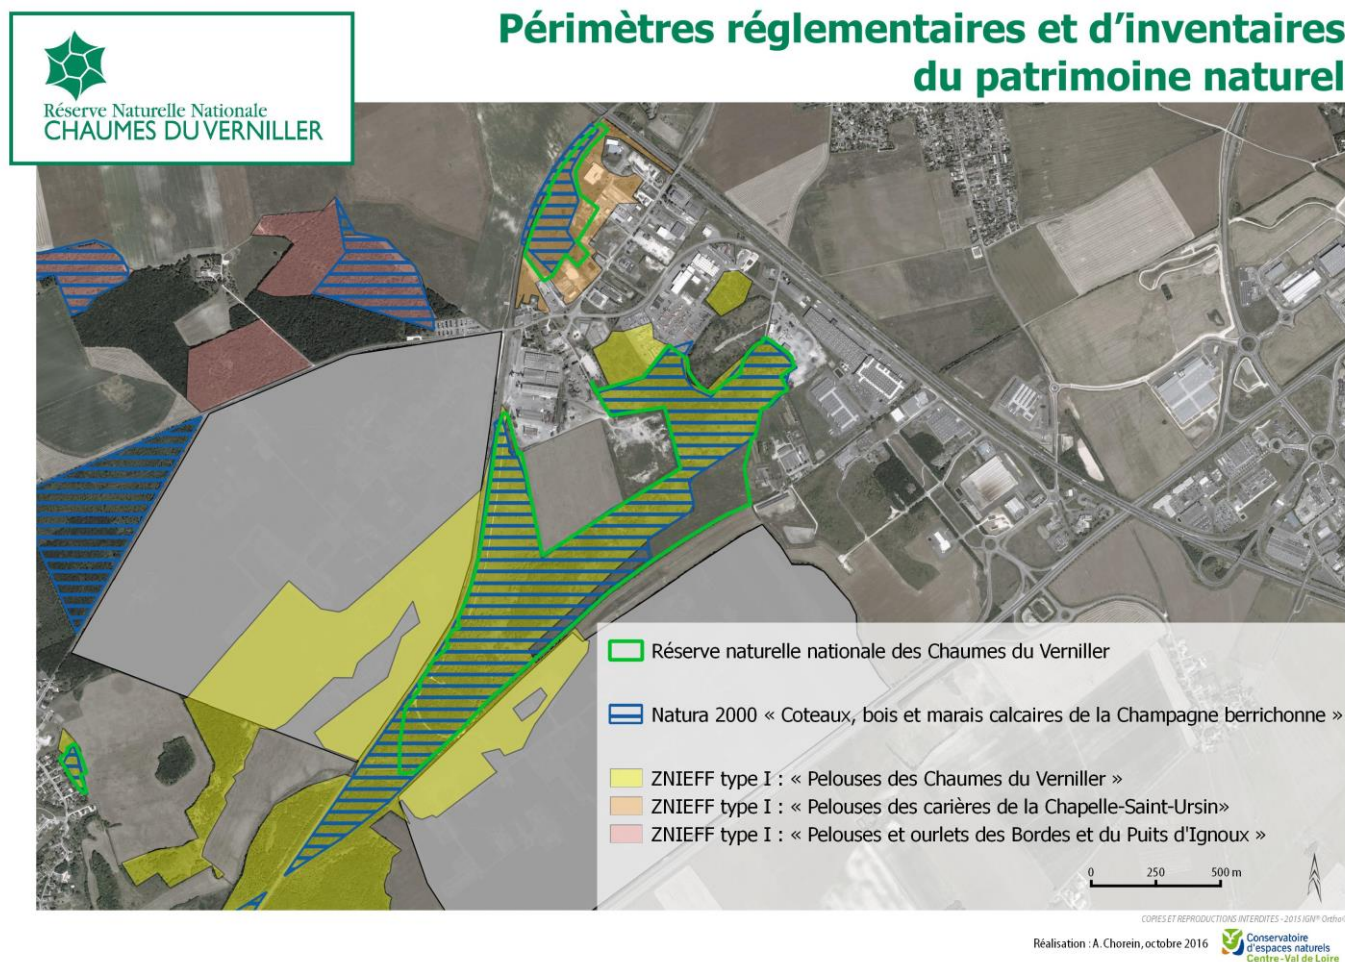 Périmètres réglementaires et d’inventaires
du patrimoine naturel
Réserve Naturelle Nationale
CHAUMES DU VERNILLER
Réserve naturelle nationale des Chaumes du Verniller
Natura 2000 « Coteaux, bois et marais calcaires de la Champagne berrichonne »
ZNIEFF type I : « Pelouses des Chaumes du Verniller »
ZNIEFF type I : « Pelouses des carières de la Chapelle-Saint-Ursin»
ZNIEFF type I : « Pelouses et ourlets des Bordes et du Puits d'Ignoux »
0 250 500 m
COPIES ET REPRODUCTIONS INTERDITES - 2015 IGN®
Réalisation : A. Chorein, octobre 2016
Conservatoire
d'espaces naturels
Centre-Val de Loire